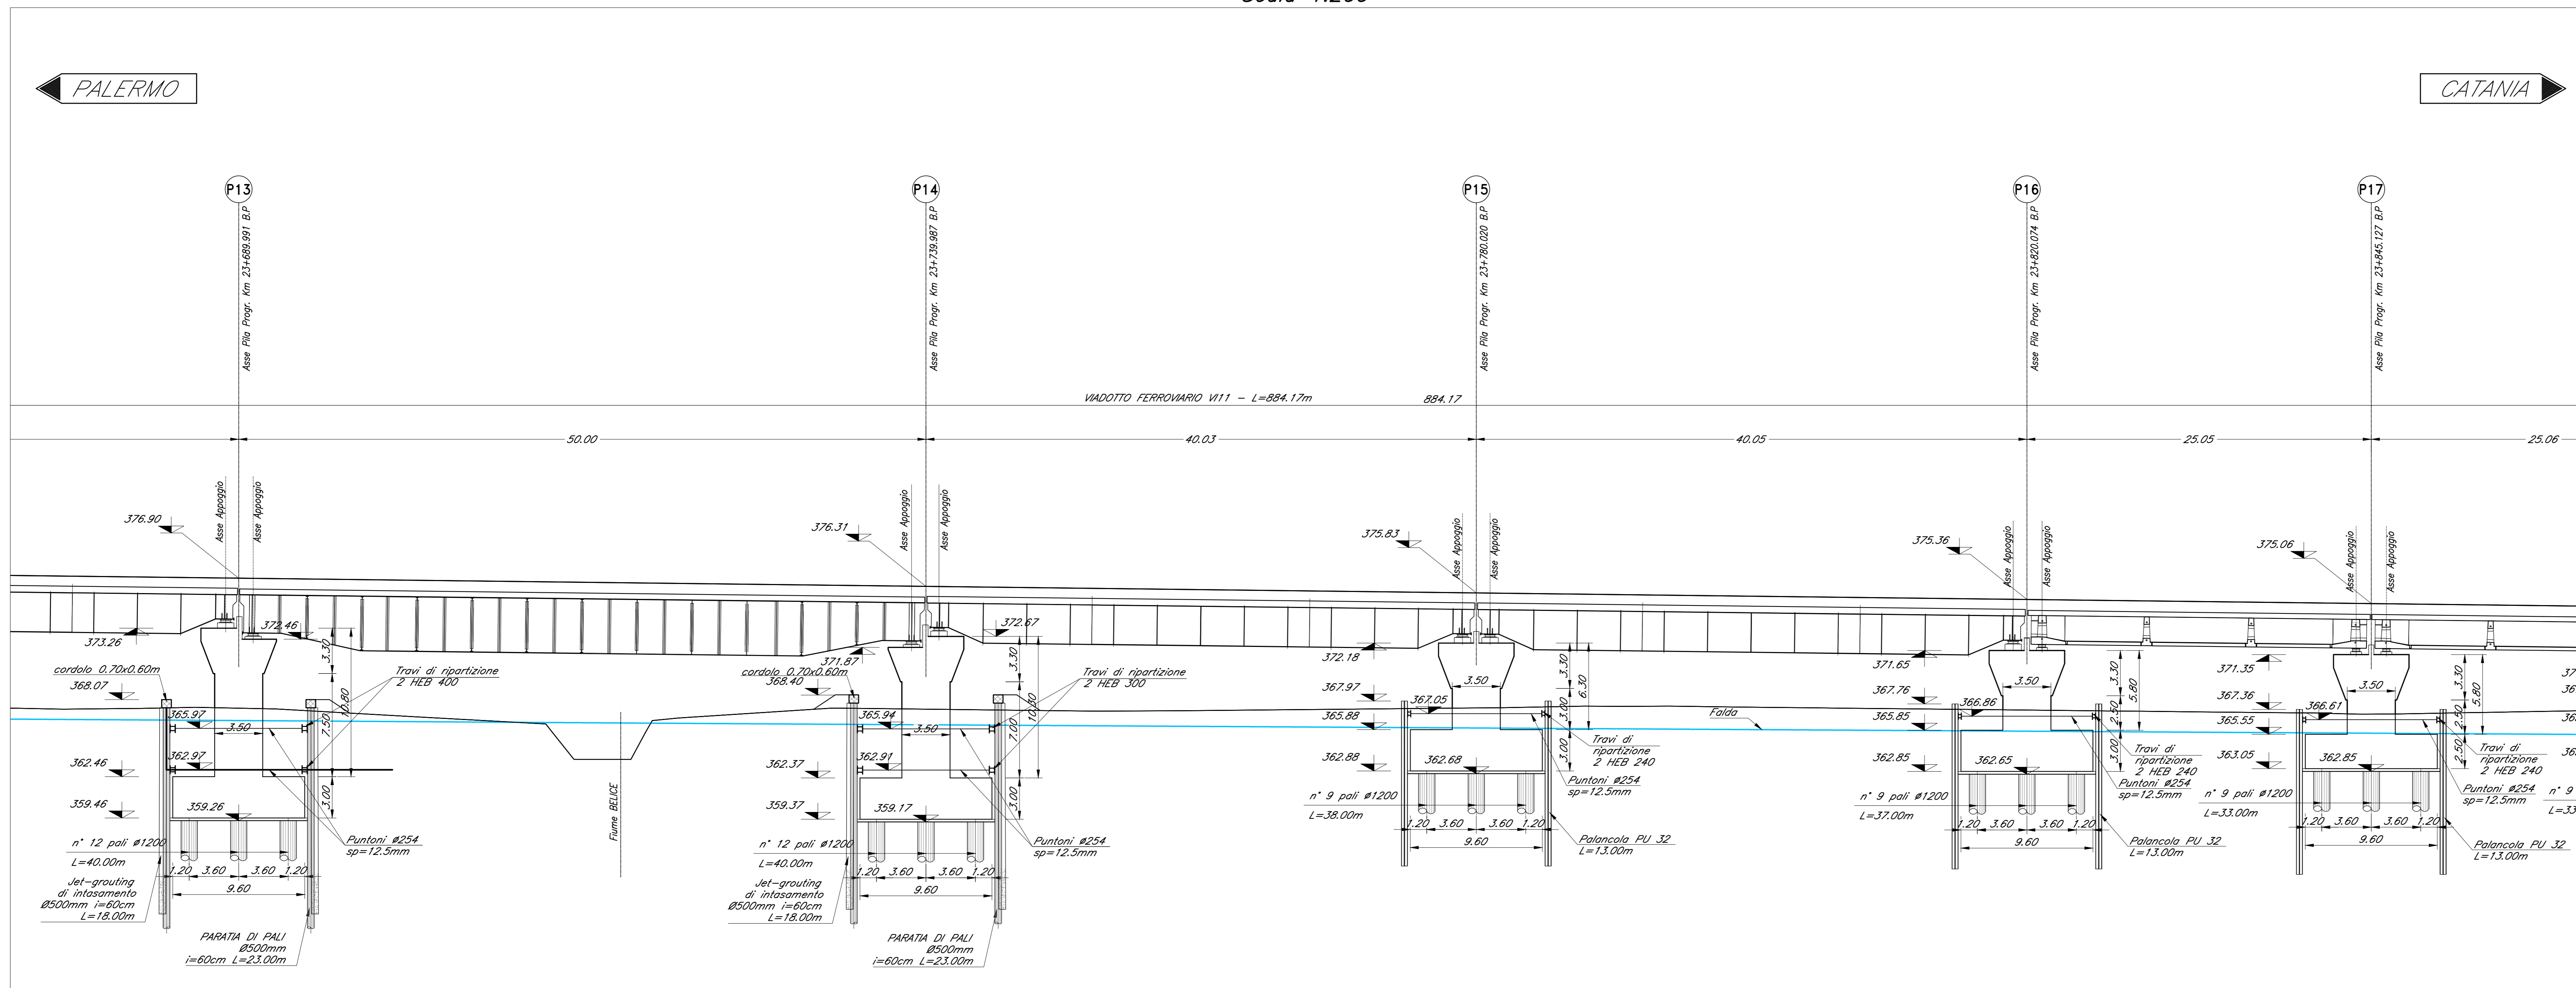 PALERMO
CATANIA
P13
P14
P15
P16
P17
Asse Pila Progr. Km 23+689.991 B.P
Asse Pila Progr. Km 23+739.987 B.P
Asse Pila Progr. Km 23+780.020 B.P
Asse Pila Progr. Km 23+820.074 B.P
Asse Pila Progr. Km 23+845.127 B.P
VIADOTTO FERROVIARIO VI11 – L=884.17m
884.17
50.00
40.03
40.05
25.05
25.06
Asse Appoggio
Asse Appoggio
376.90
373.26
372.46
cordolo 0.70x0.60m
368.07
365.97
3.50
362.97
362.46
359.46
359.26
3.30
7.50
10.80
3.00
Travi di ripartizione
2 HEB 400
Puntoni ø254
sp=12.5mm
n° 12 pali ø1200
L=40.00m
1.20
3.60
3.60
1.20
9.60
Jet-grouting
di intasamento
Ø500mm i=60cm
L=18.00m
PARATIA DI PALI
Ø500mm
i=60cm L=23.00m
Fiume BELICE
Asse Appoggio
Asse Appoggio
376.31
372.67
371.87
cordolo 0.70x0.60m
368.40
365.94
3.50
362.91
362.37
359.37
359.17
3.30
7.00
10.30
3.00
Travi di ripartizione
2 HEB 300
Puntoni ø254
sp=12.5mm
n° 12 pali ø1200
L=40.00m
1.20
3.60
3.60
1.20
9.60
Jet-grouting
di intasamento
Ø500mm i=60cm
L=18.00m
PARATIA DI PALI
Ø500mm
i=60cm L=23.00m
Asse Appoggio
Asse Appoggio
375.83
372.18
3.50
367.97
367.05
365.88
362.88
362.68
3.30
3.00
6.30
3.00
Travi di
ripartizione
2 HEB 240
Puntoni ø254
sp=12.5mm
n° 9 pali ø1200
L=38.00m
1.20
3.60
3.60
1.20
9.60
Palancola PU 32
L=13.00m
Falda
Asse Appoggio
Asse Appoggio
375.36
371.65
3.50
367.76
366.86
365.85
362.85
362.65
3.30
2.50
5.80
3.00
Travi di
ripartizione
2 HEB 240
Puntoni ø254
sp=12.5mm
n° 9 pali ø1200
L=37.00m
1.20
3.60
3.60
1.20
9.60
Palancola PU 32
L=13.00m
Asse Appoggio
Asse Appoggio
375.06
371.35
3.50
367.36
366.61
365.55
363.05
362.85
3.30
2.50
5.80
2.50
Travi di
ripartizione
2 HEB 240
Puntoni ø254
sp=12.5mm
n° 9 pali ø1200
L=33.00m
1.20
3.60
3.60
1.20
9.60
Palancola PU 32
L=13.00m
n° 9